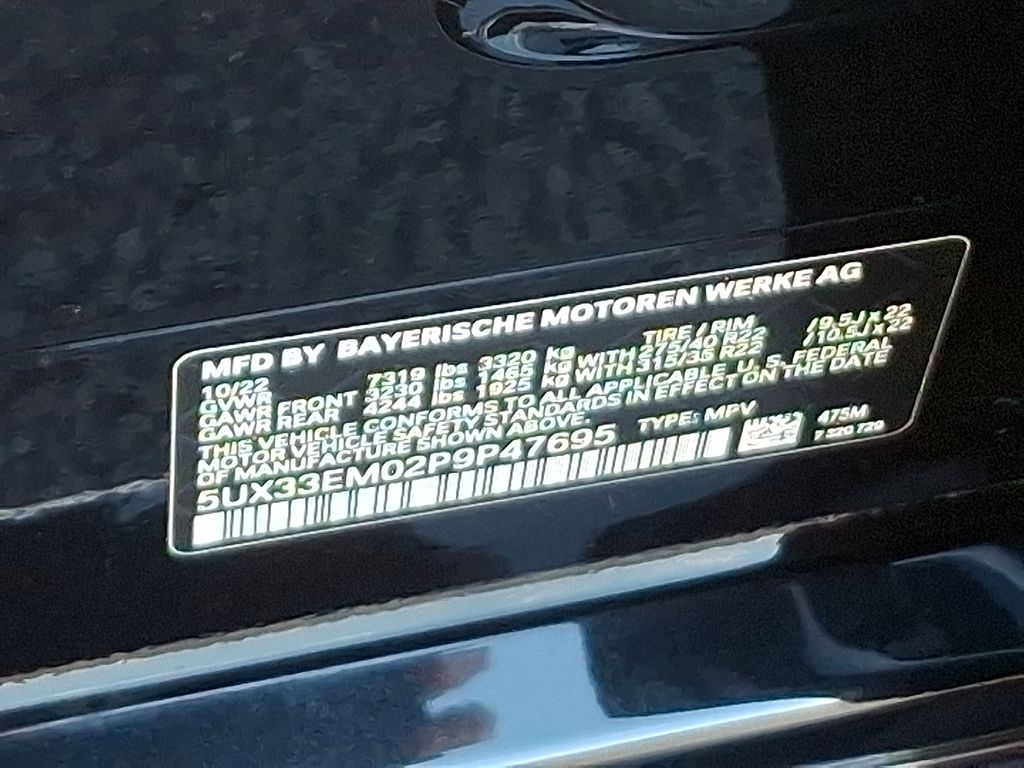 MFD BY BAYERISCHE MOTOREN WERKE AG
10/22 TIRE / RIM
GVWR 7319 lbs 3320 kg
GAWR FRONT 3230 lbs 1465 kg WITH 275/40 R22 /9.5J x 22
GAWR REAR 4244 lbs 1925 kg WITH 315/35 R22 /10.5J x 22
THIS VEHICLE CONFORMS TO ALL APPLICABLE U. S. FEDERAL
MOTOR VEHICLE SAFETY STANDARDS IN EFFECT ON THE DATE
OF MANUFACTURE SHOWN ABOVE.
5UX33EM02P9P47695 TYPE: MPV 475M
7 520 729